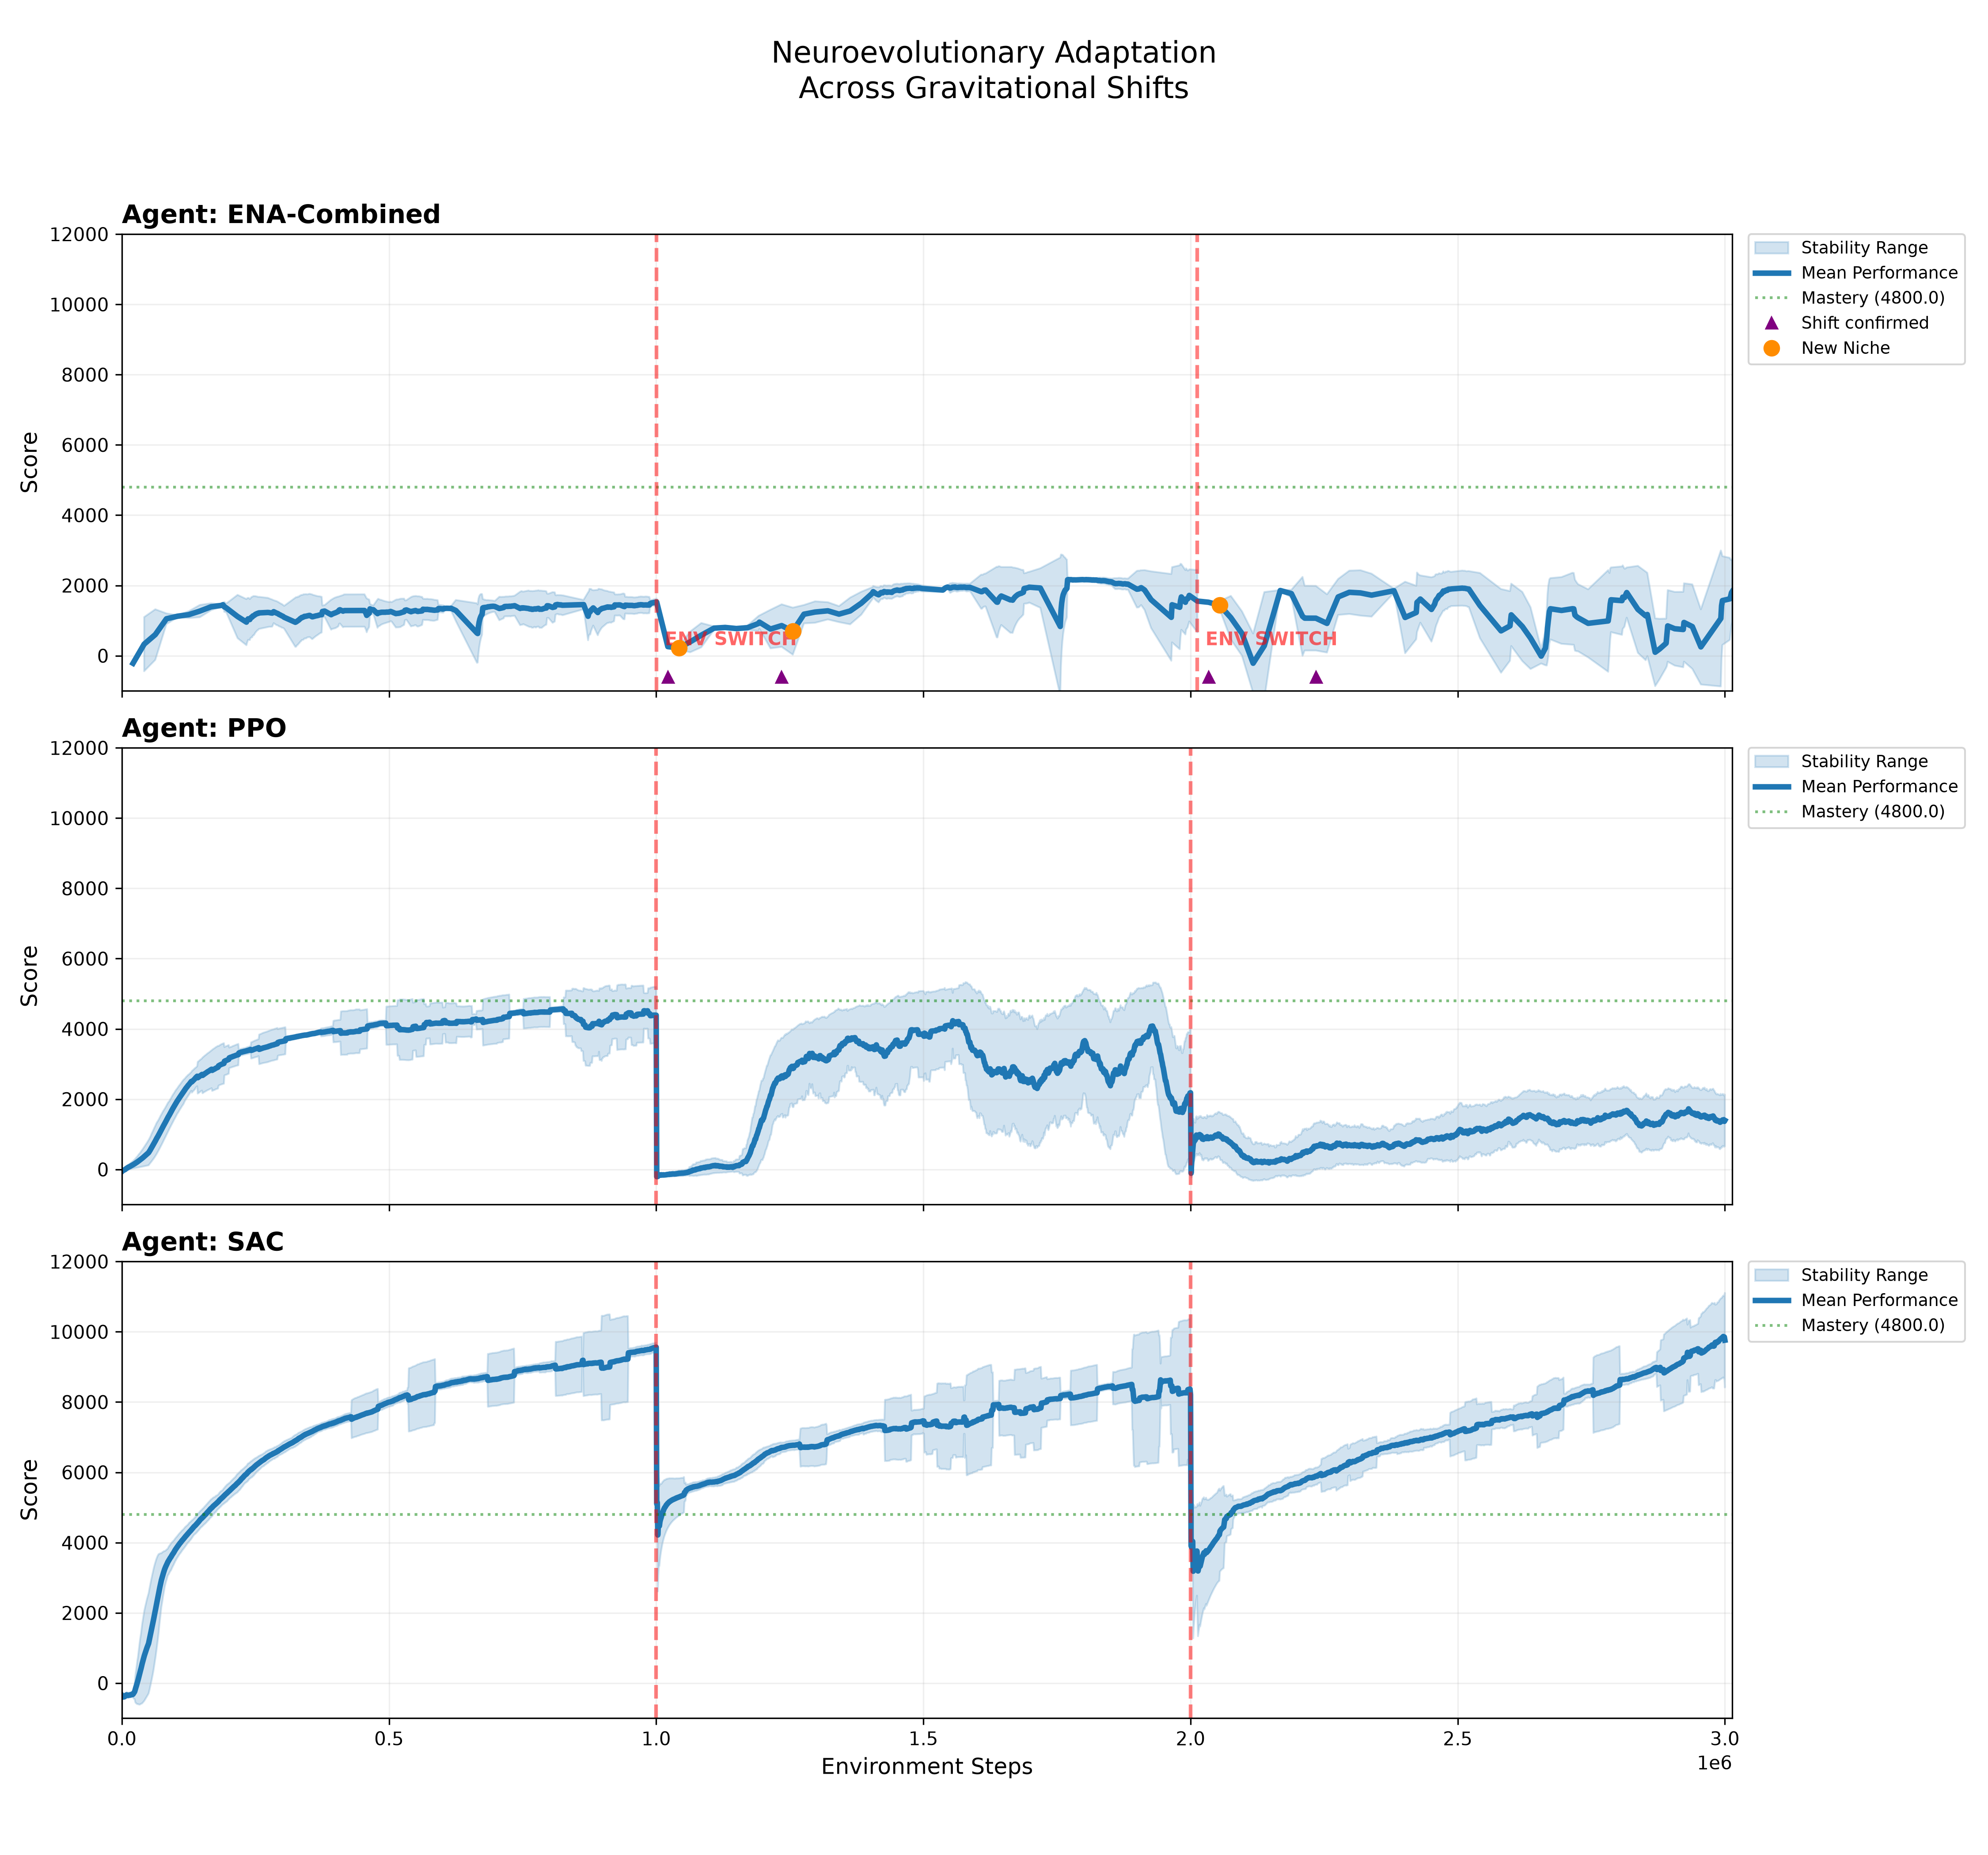 Neuroevolutionary Adaptation
Across Gravitational Shifts
Agent: ENA-Combined
12000
10000
8000
6000
4000
2000
0
Score
ENV SWITCH
ENV SWITCH
Stability Range
Mean Performance
Mastery (4800.0)
Shift confirmed
New Niche
Agent: PPO
12000
10000
8000
6000
4000
2000
0
Score
Stability Range
Mean Performance
Mastery (4800.0)
Agent: SAC
12000
10000
8000
6000
4000
2000
0
Score
Stability Range
Mean Performance
Mastery (4800.0)
0.0 0.5 1.0 1.5 2.0 2.5 3.0
1e6
Environment Steps